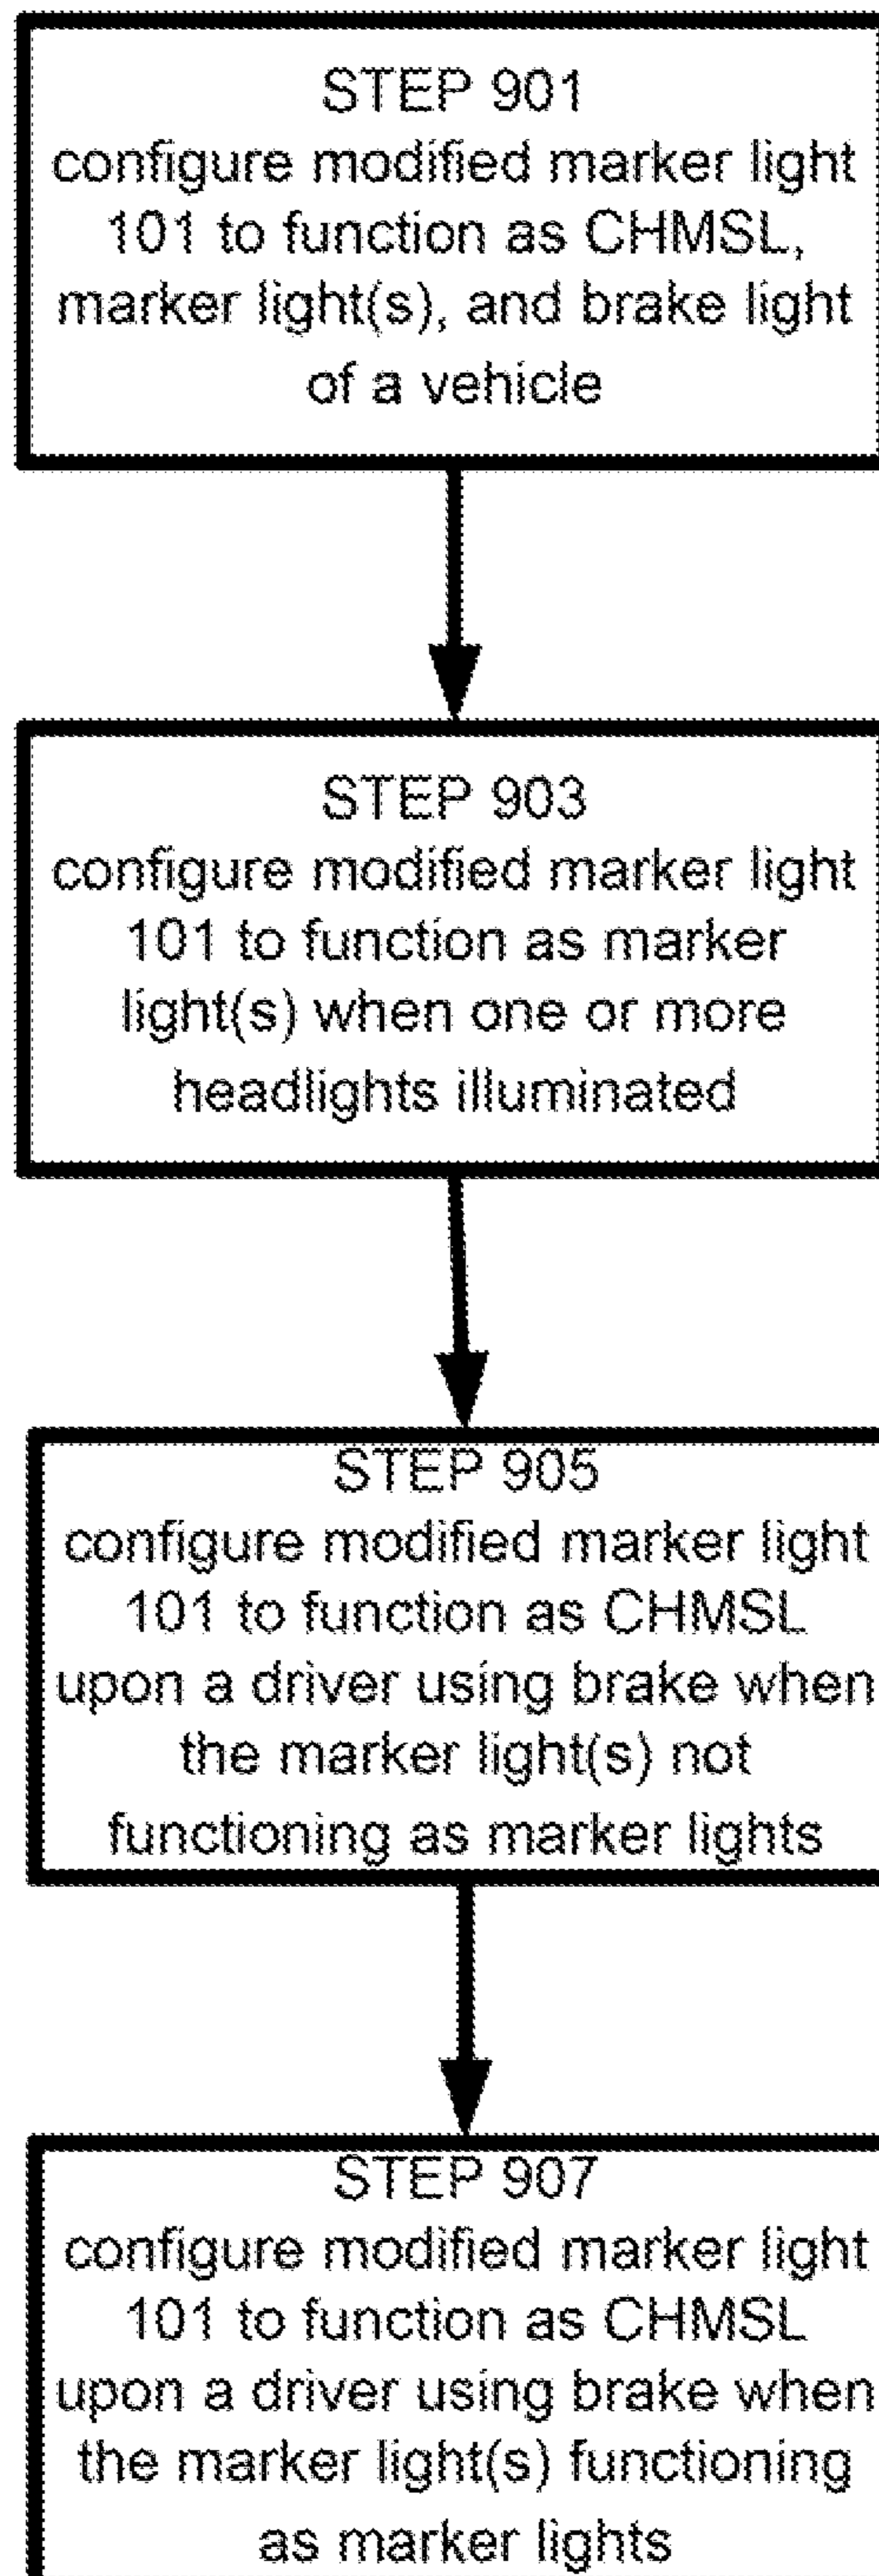 STEP 901
configure modified marker light
101 to function as CHMSL,
marker light(s), and brake light
of a vehicle
STEP 903
configure modified marker light
101 to function as marker
light(s) when one or more
headlights illuminated
STEP 905
configure modified marker light
101 to function as CHMSL
upon a driver using brake when
the marker light(s) not
functioning as marker lights
STEP 907
configure modified marker light
101 to function as CHMSL
upon a driver using brake when
the marker light(s) functioning
as marker lights